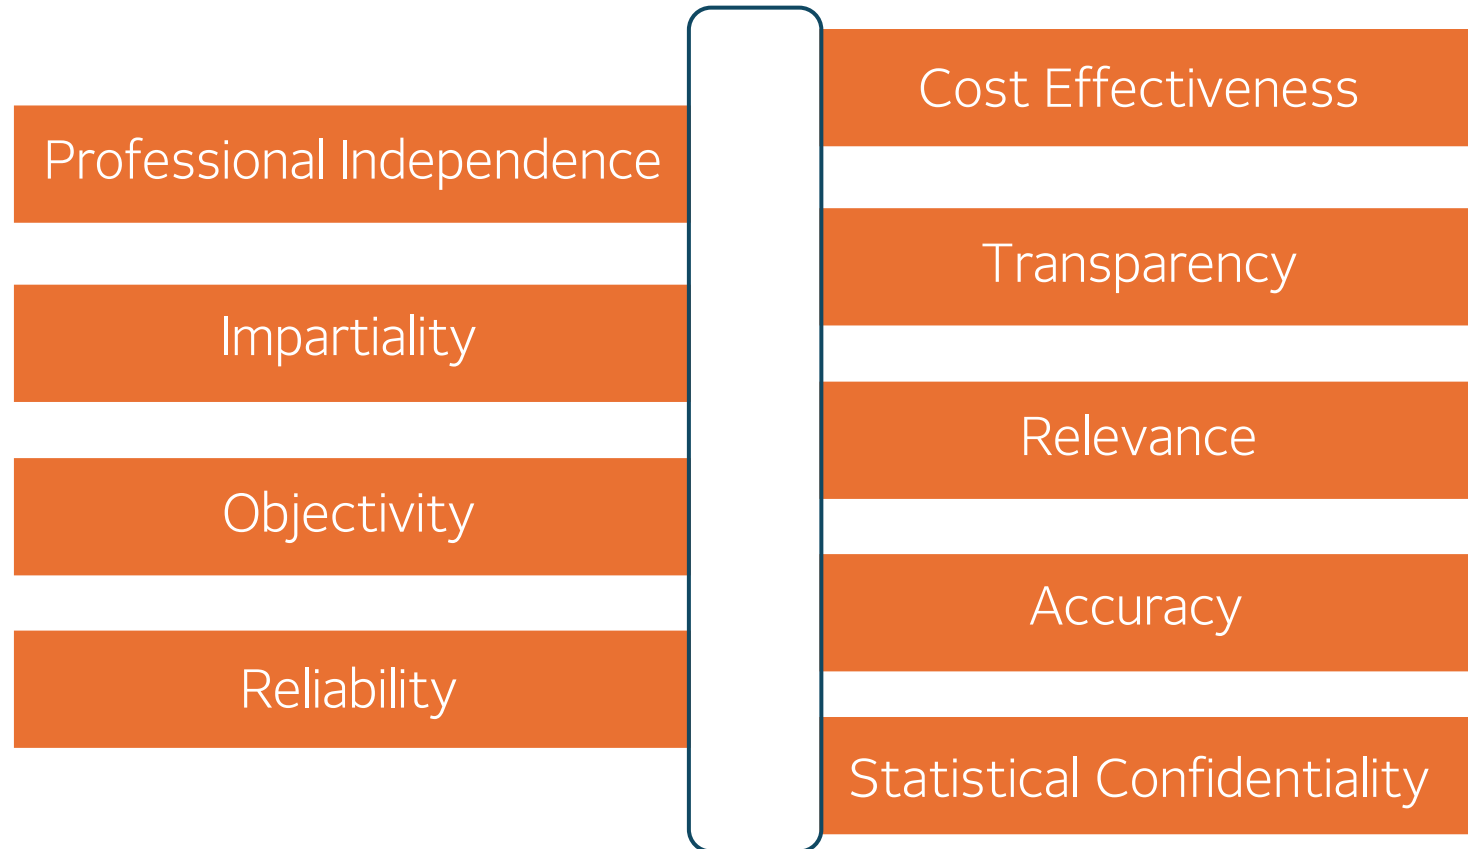 Professional Independence
Impartiality
Objectivity
Reliability
Cost Effectiveness
Transparency
Relevance
Accuracy
Statistical Confidentiality